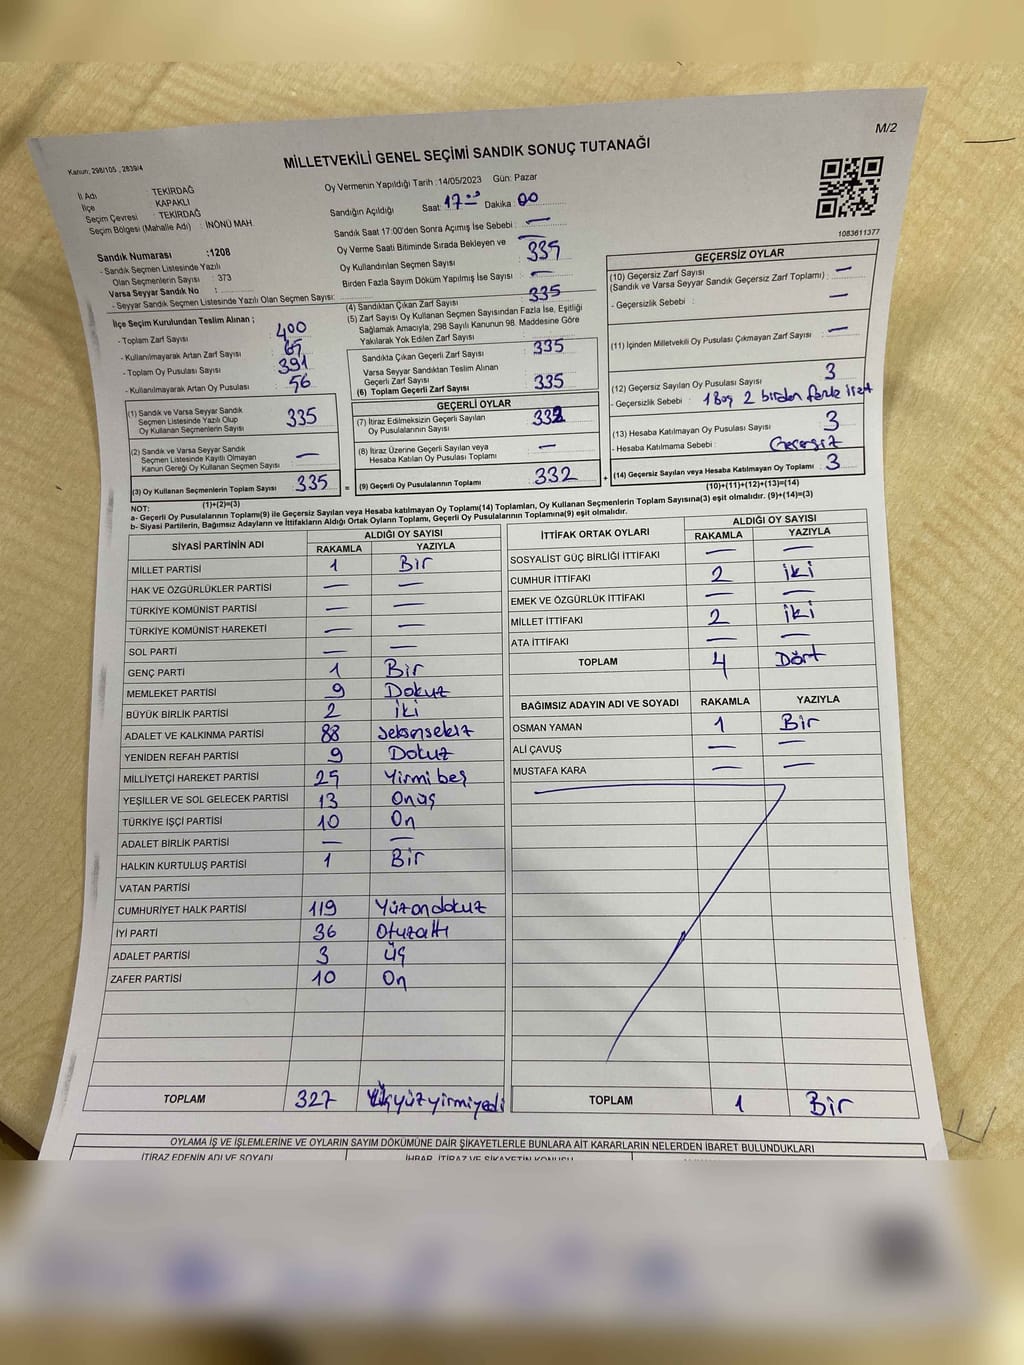 M/2
Kanun: 298/105 , 2839/4
MİLLETVEKİLİ GENEL SEÇİMİ SANDIK SONUÇ TUTANAĞI
İl Adı : TEKİRDAĞ
İlçe : KAPAKLI
Seçim Çevresi : TEKİRDAĞ
Seçim Bölgesi (Mahalle Adı) : İNÖNÜ MAH.
Oy Vermenin Yapıldığı Tarih :14/05/2023 Gün: Pazar
Sandığın Açıldığı Saat 17:00 Dakika: 00
Sandık Saat 17:00'den Sonra Açımış İse Sebebi : —
Oy Verme Saati Bitiminde Sırada Bekleyen ve
Oy Kullandırılan Seçmen Sayısı 335
Birden Fazla Sayım Döküm Yapılmış İse Sayısı : —
1083611377
Sandık Numarası :1208
- Sandık Seçmen Listesinde Yazılı
Olan Seçmenlerin Sayısı : 373
Varsa Seyyar Sandık No :
- Seyyar Sandık Seçmen Listesinde Yazılı Olan Seçmen Sayısı:
İlçe Seçim Kurulundan Teslim Alınan ;
- Toplam Zarf Sayısı : 400
- Kullanılmayarak Artan Zarf Sayısı : 65
- Toplam Oy Pusulası Sayısı : 391
- Kullanılmayarak Artan Oy Pusulası : 56
(1) Sandık ve Varsa Seyyar Sandık
Seçmen Listesinde Yazılı Olup
Oy Kullanan Seçmenlerin Sayısı 335
(2) Sandık ve Varsa Seyyar Sandık
Seçmen Listesinde Kayıtlı Olmayan
Kanun Gereği Oy Kullanan Seçmen Sayısı —
(3) Oy Kullanan Seçmenlerin Toplam Sayısı 335 =
(1)+(2)=(3)
(4) Sandıktan Çıkan Zarf Sayısı 335
(5) Zarf Sayısı Oy Kullanan Seçmen Sayısından Fazla İse, Eşitliği
Sağlamak Amacıyla, 298 Sayılı Kanunun 98. Maddesine Göre
Yakılarak Yok Edilen Zarf Sayısı :
Sandıkta Çıkan Geçerli Zarf Sayısı 335
Varsa Seyyar Sandıktan Teslim Alınan
Geçerli Zarf Sayısı
(6) Toplam Geçerli Zarf Sayısı 335
GEÇERLİ OYLAR
(7) İtiraz Edilmeksizin Geçerli Sayılan
Oy Pusulalarının Sayısı : 332
(8) İtiraz Üzerine Geçerli Sayılan veya
Hesaba Katılan Oy Pusulası Toplamı —
(9) Geçerli Oy Pusulalarının Toplamı 332 +
GEÇERSİZ OYLAR
(10) Geçersiz Zarf Sayısı
(Sandık ve Varsa Seyyar Sandık Geçersiz Zarf Toplamı) : —
- Geçersizlik Sebebi : —
(11) İçinden Milletvekili Oy Pusulası Çıkmayan Zarf Sayısı : —
(12) Geçersiz Sayılan Oy Pusulası Sayısı : 3
- Geçersizlik Sebebi : 1 Boş 2 birden fazla
(13) Hesaba Katılmayan Oy Pusulası Sayısı : 3
- Hesaba Katılmama Sebebi : Geçersiz
(14) Geçersiz Sayılan veya Hesaba Katılmayan Oy Toplamı : 3
(10)+(11)+(12)+(13)=(14)
NOT:
a- Geçerli Oy Pusulalarının Toplamı(9) ile Geçersiz Sayılan veya Hesaba katılmayan Oy Toplamı(14) Toplamları, Oy Kullanan Seçmenlerin Toplam Sayısına(3) eşit olmalıdır. (9)+(14)=(3)
b- Siyasi Partilerin, Bağımsız Adayların ve İttifakların Aldığı Ortak Oyların Toplamı, Geçerli Oy Pusulalarının Toplamına(9) eşit olmalıdır.
SİYASİ PARTİNİN ADI ALDIĞI OY SAYISI
RAKAMLA YAZIYLA
MİLLET PARTİSİ 1 Bir
HAK VE ÖZGÜRLÜKLER PARTİSİ — —
TÜRKİYE KOMÜNİST PARTİSİ — —
TÜRKİYE KOMÜNİST HAREKETİ — —
SOL PARTİ — —
GENÇ PARTİ 1 Bir
MEMLEKET PARTİSİ 9 Dokuz
BÜYÜK BİRLİK PARTİSİ 2 iki
ADALET VE KALKINMA PARTİSİ 88 seksensekiz
YENİDEN REFAH PARTİSİ 9 Dokuz
MİLLİYETÇİ HAREKET PARTİSİ 25 Yirmi beş
YEŞİLLER VE SOL GELECEK PARTİSİ 13 Onüç
TÜRKİYE İŞÇİ PARTİSİ 10 On
ADALET BİRLİK PARTİSİ — —
HALKIN KURTULUŞ PARTİSİ 1 Bir
VATAN PARTİSİ
CUMHURİYET HALK PARTİSİ 119 Yüzondokuz
İYİ PARTİ 36 Otuzaltı
ADALET PARTİSİ 3 üç
ZAFER PARTİSİ 10 On
TOPLAM 327 Üçyüzyirmiyedi
İTTİFAK ORTAK OYLARI ALDIĞI OY SAYISI
RAKAMLA YAZIYLA
SOSYALİST GÜÇ BİRLİĞİ İTTİFAKI — —
CUMHUR İTTİFAKI 2 iki
EMEK VE ÖZGÜRLÜK İTTİFAKI — —
MİLLET İTTİFAKI 2 iki
ATA İTTİFAKI — —
TOPLAM 4 Dört
BAĞIMSIZ ADAYIN ADI VE SOYADI RAKAMLA YAZIYLA
OSMAN YAMAN 1 Bir
ALİ ÇAVUŞ — —
MUSTAFA KARA — —
TOPLAM 1 Bir
OYLAMA İŞ VE İŞLEMLERİNE VE OYLARIN SAYIM DÖKÜMÜNE DAİR ŞİKAYETLERLE BUNLARA AİT KARARLARIN NELERDEN İBARET BULUNDUKLARI
İTİRAZ EDENİN ADI VE SOYADI İHBAR, İTİRAZ VE ŞİKAYETİN KONUSU